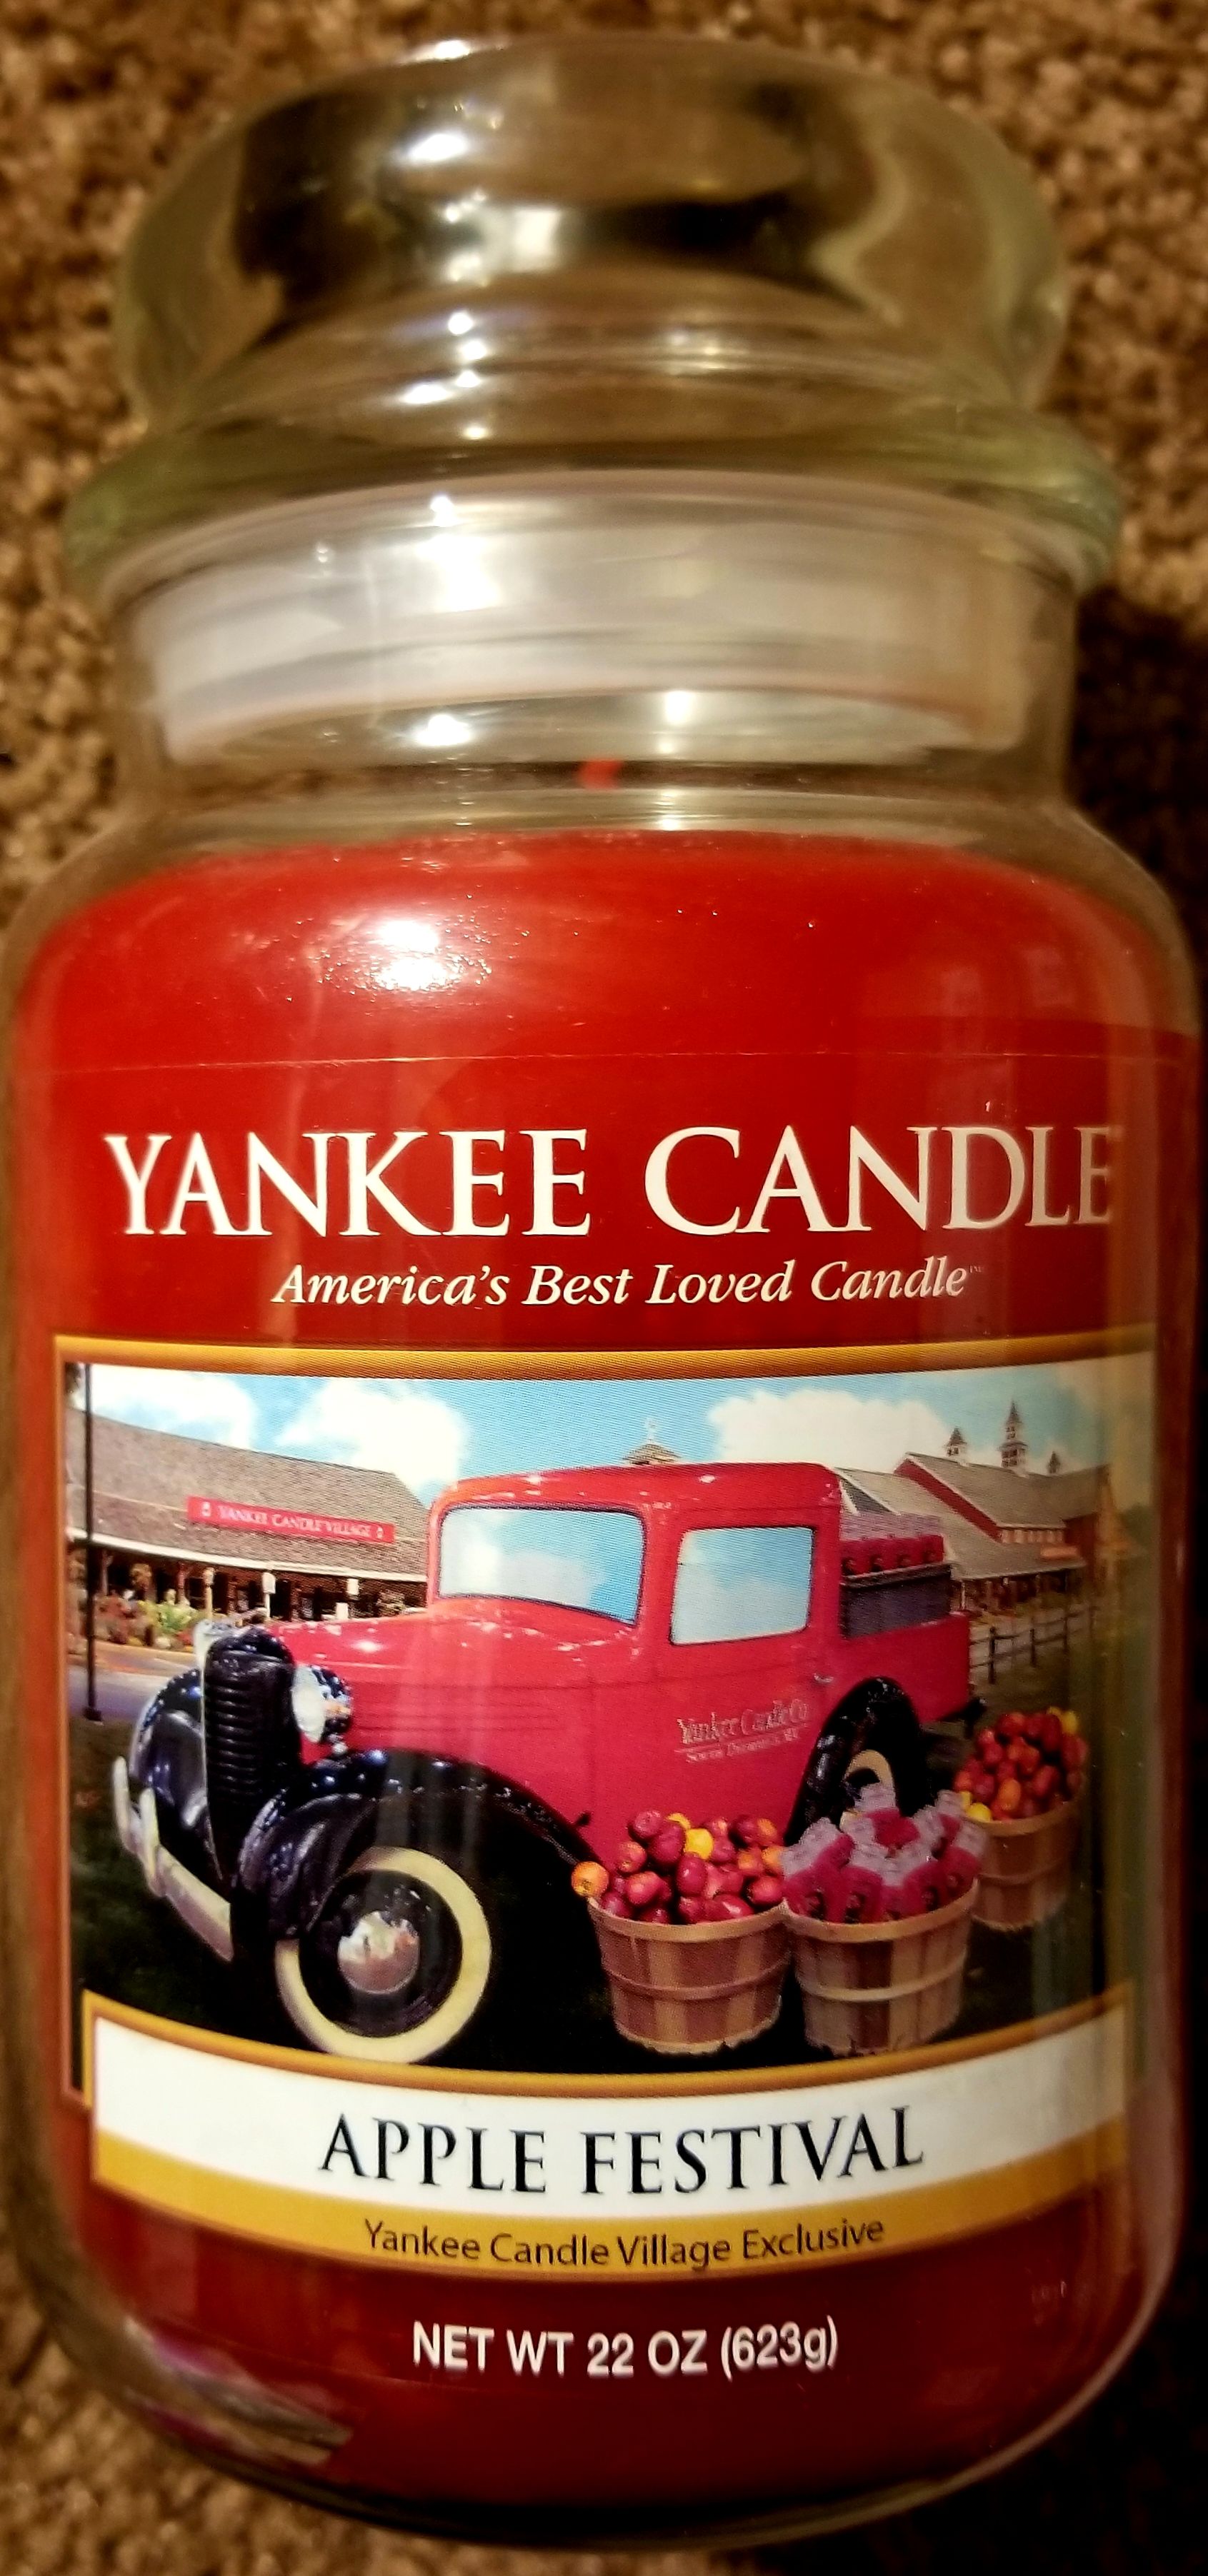 YANKEE CANDLE
America's Best Loved Candle™
YANKEE CANDLE VILLAGE
Yankee Candle Co
APPLE FESTIVAL
Yankee Candle Village Exclusive
NET WT 22 OZ (623g)